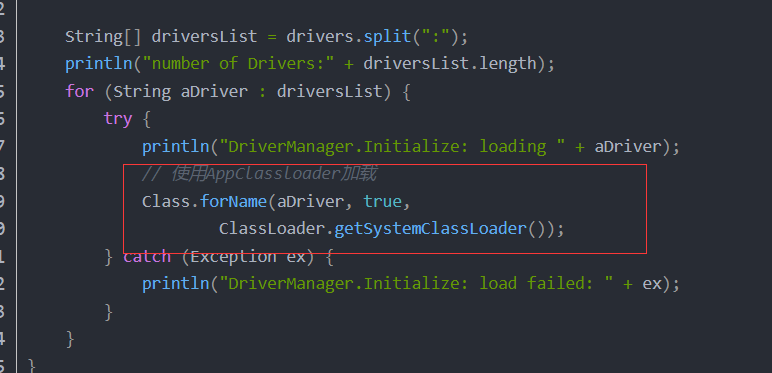 2
3 String[] driversList = drivers.split(":");
4 println("number of Drivers:" + driversList.length);
5 for (String aDriver : driversList) {
6 try {
7 println("DriverManager.Initialize: loading " + aDriver);
8 // 使用AppClassloader加载
9 Class.forName(aDriver, true,
0 ClassLoader.getSystemClassLoader());
1 } catch (Exception ex) {
2 println("DriverManager.Initialize: load failed: " + ex);
3 }
4 }
5 }